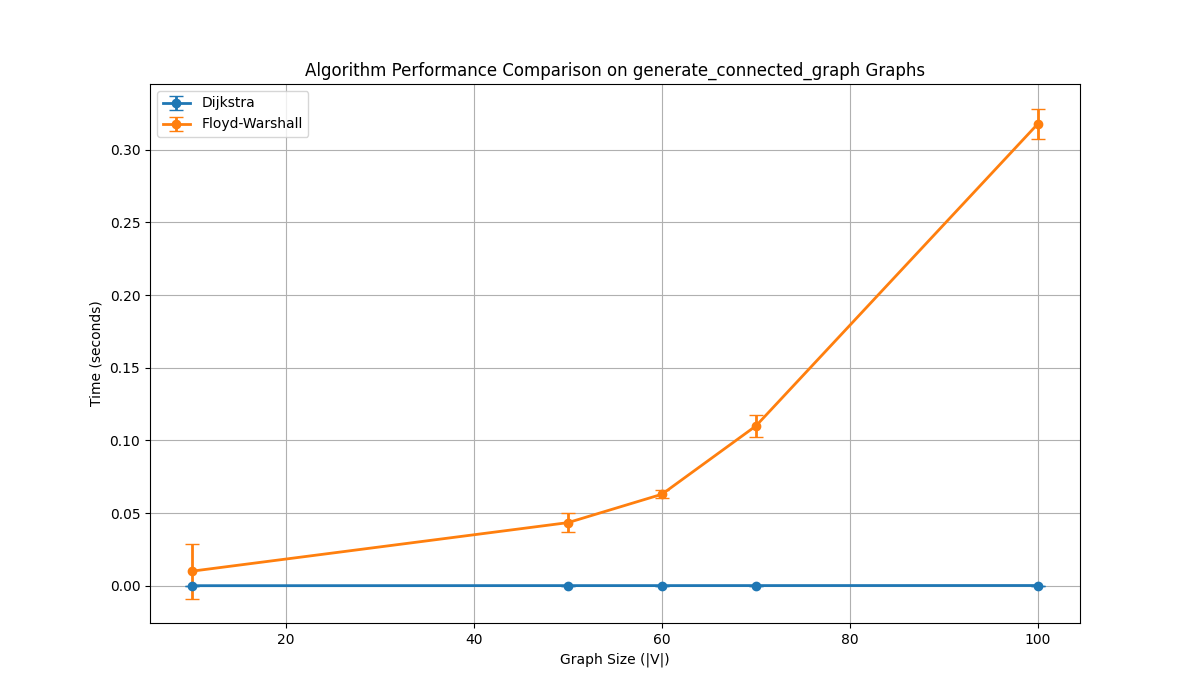 Algorithm Performance Comparison on generate_connected_graph Graphs
Dijkstra
Floyd-Warshall
0.30
0.25
0.20
0.15
0.10
0.05
0.00
Time (seconds)
20 40 60 80 100
Graph Size (|V|)